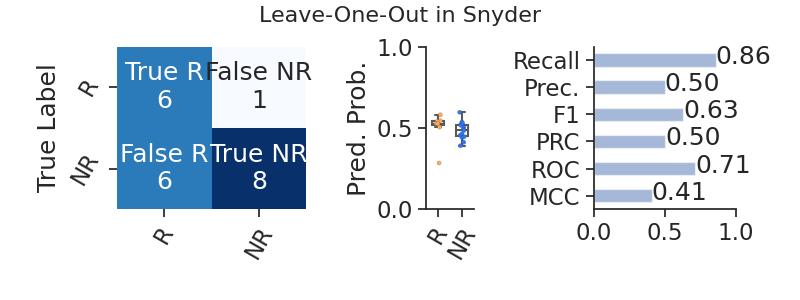 Leave-One-Out in Snyder
True Label
R
NR
True R
6
False NR
1
False R
6
True NR
8
R
NR
Pred. Prob.
1.0
0.5
0.0
R
NR
Recall
0.86
Prec.
0.50
F1
0.63
PRC
0.50
ROC
0.71
MCC
0.41
0.0
0.5
1.0